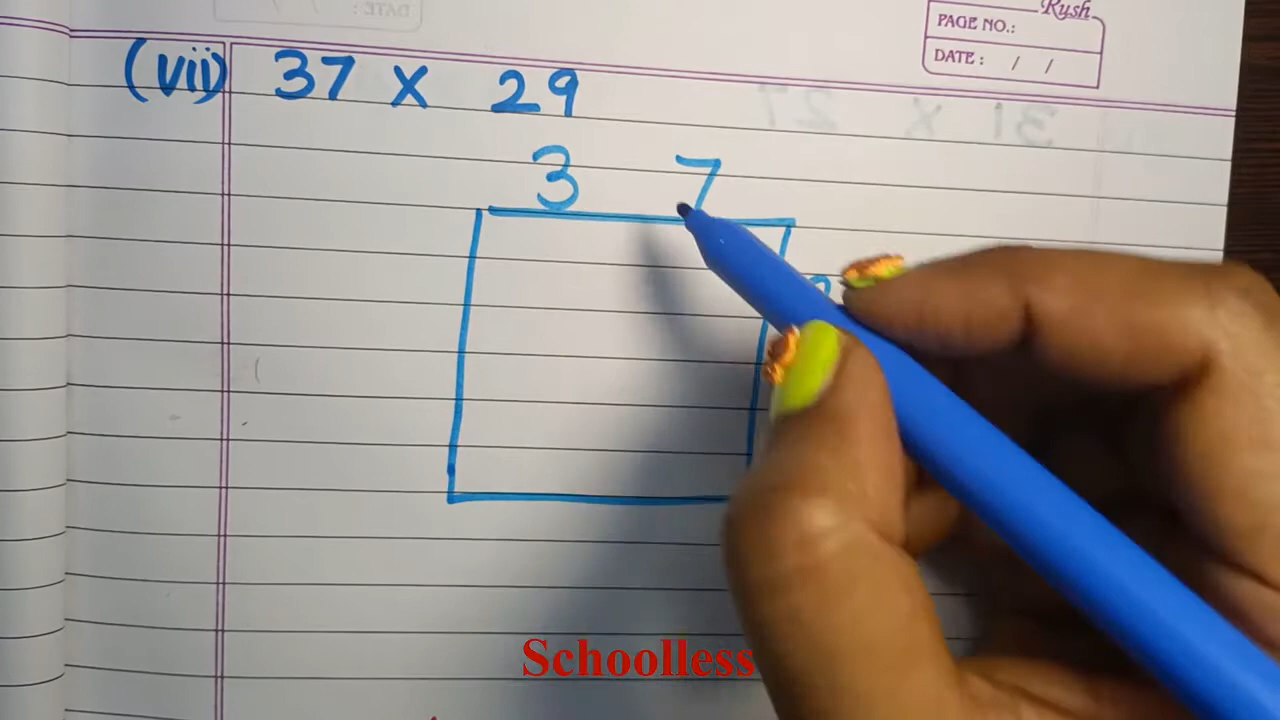 Rush
PAGE NO.:
DATE : / /
(vii) 37 X 29
3 7
Schoolless